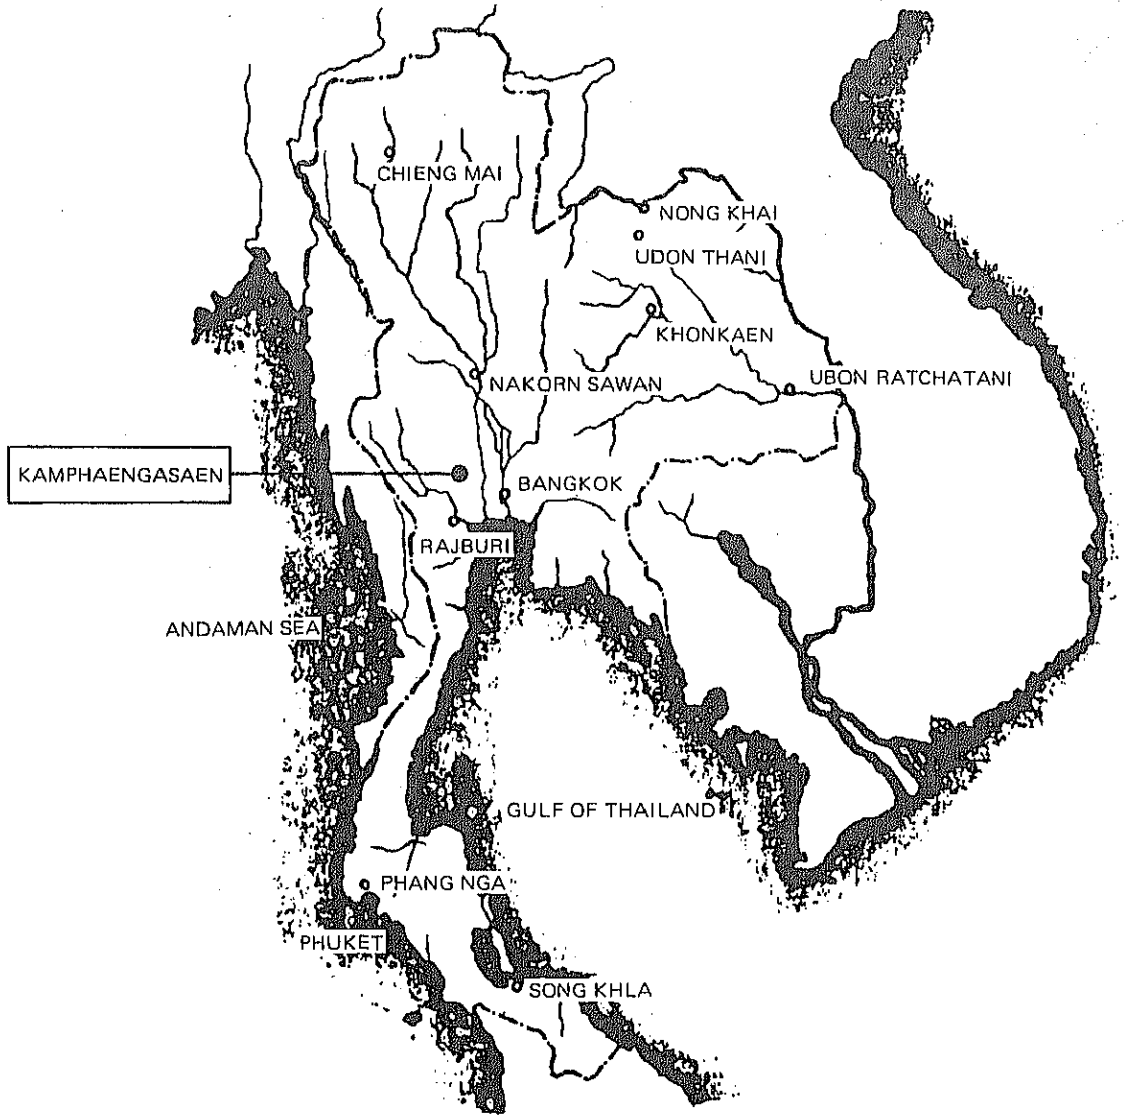 CHIENG MAI
NONG KHAI
UDON THANI
KHONKAEN
NAKORN SAWAN
UBON RATCHATANI
KAMPHAENGASAEN
BANGKOK
RAJBURI
ANDAMAN SEA
GULF OF THAILAND
PHANG NGA
PHUKET
SONG KHLA